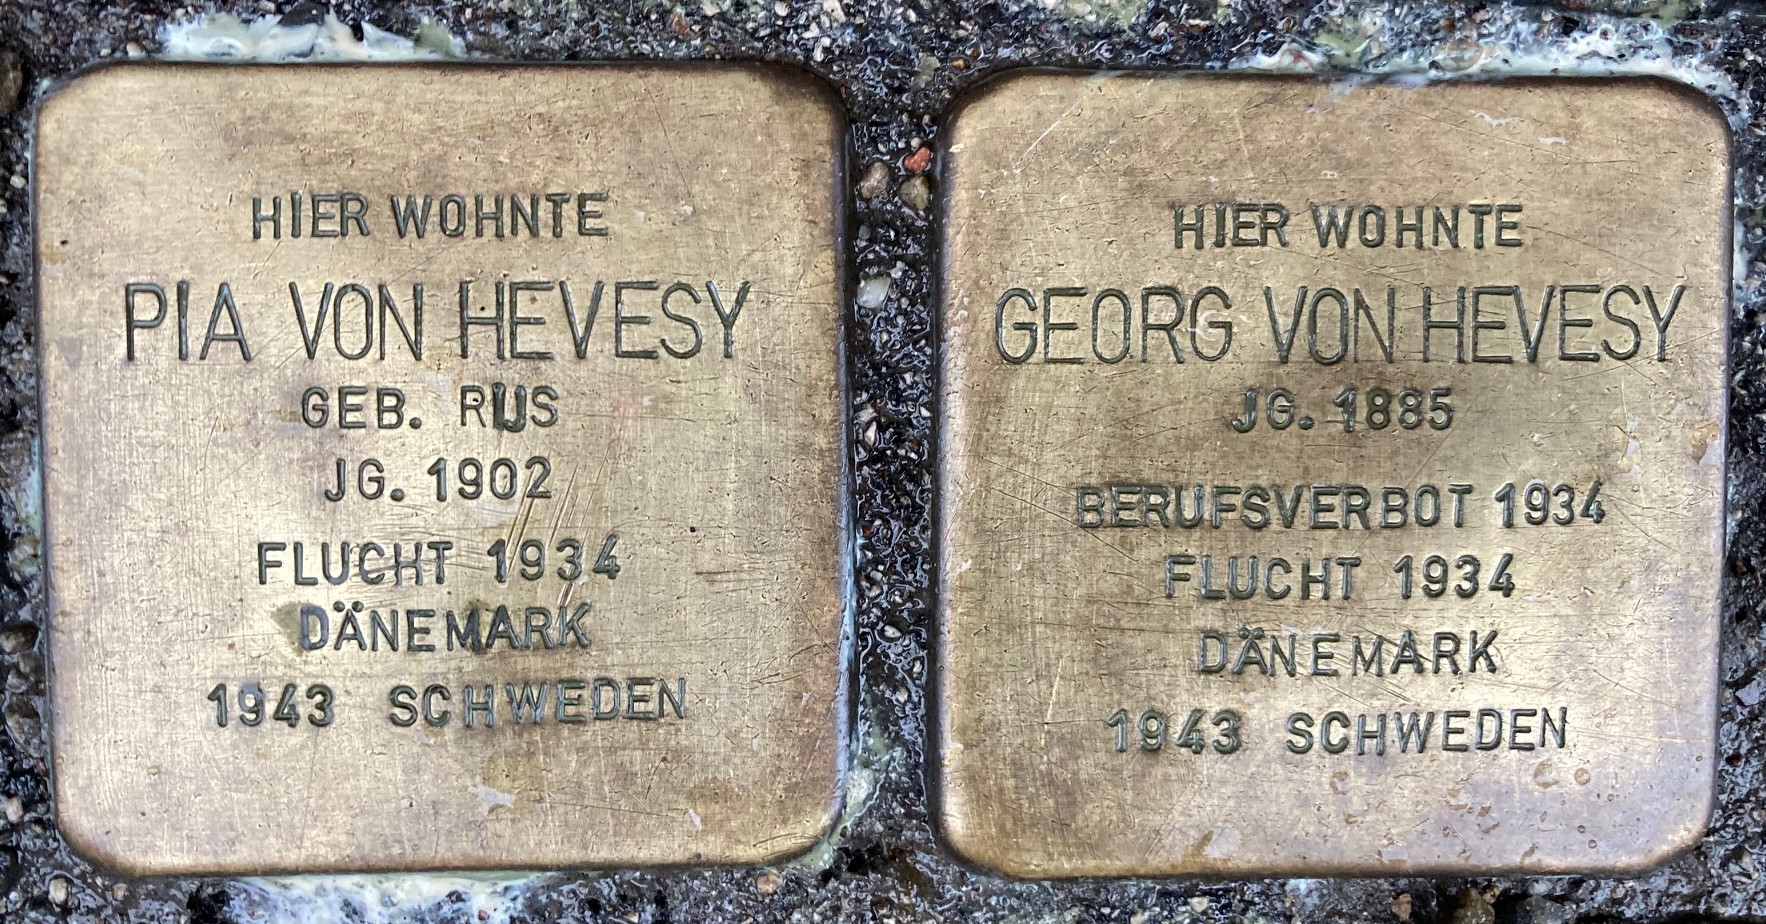 HIER WOHNTE
PIA VON HEVESY
GEB. RIJS
JG. 1902
FLUCHT 1934
DÄNEMARK
1943 SCHWEDEN
HIER WOHNTE
GEORG VON HEVESY
JG. 1885
BERUFSVERBOT 1934
FLUCHT 1934
DÄNEMARK
1943 SCHWEDEN